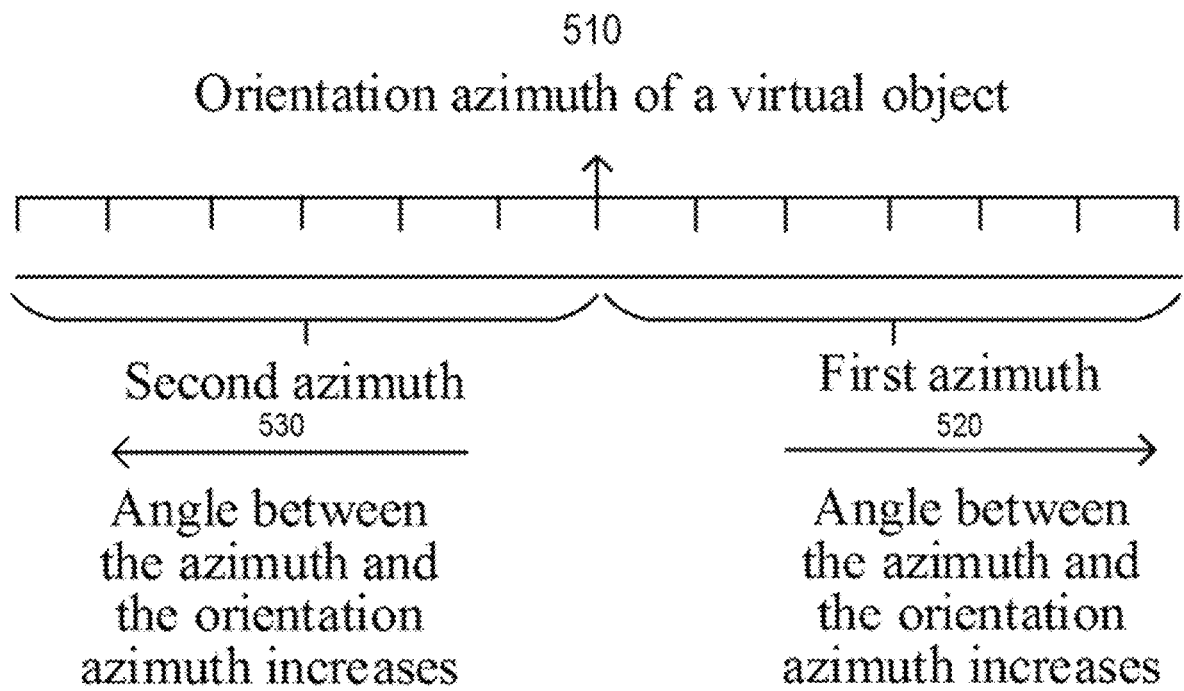 510
Orientation azimuth of a virtual object
Second azimuth
530
Angle between
the azimuth and
the orientation
azimuth increases
First azimuth
520
Angle between
the azimuth and
the orientation
azimuth increases